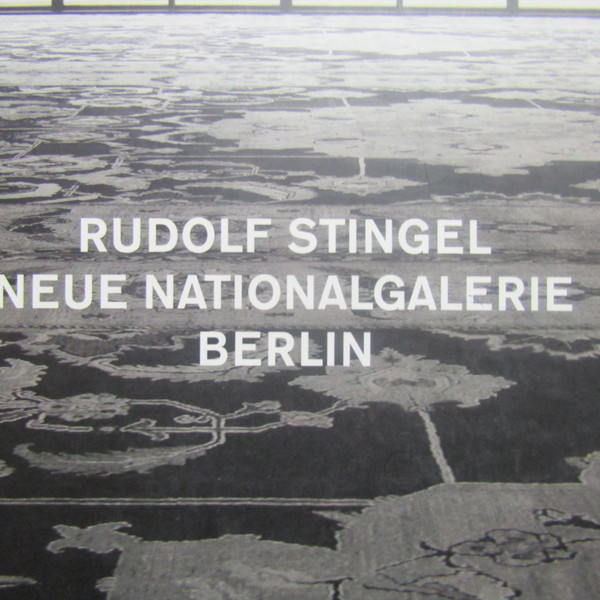 RUDOLF STINGEL
NEUE NATIONALGALERIE
BERLIN